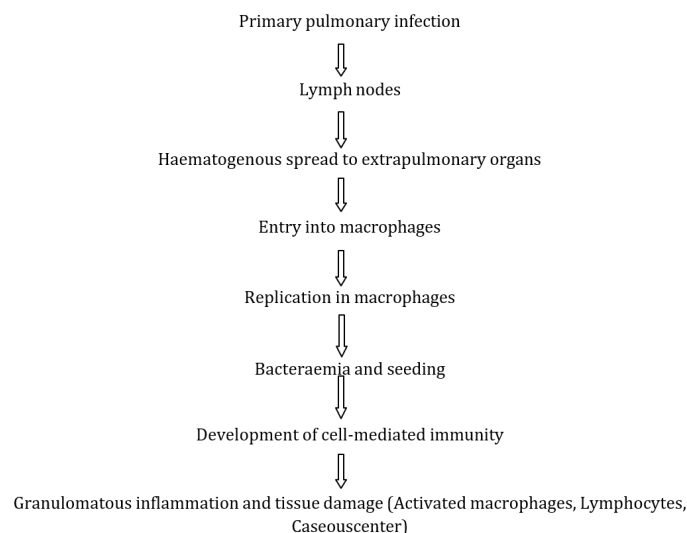 Primary pulmonary infection
Lymph nodes
Haematogenous spread to extrapulmonary organs
Entry into macrophages
Replication in macrophages
Bacteraemia and seeding
Development of cell-mediated immunity
Granulomatous inflammation and tissue damage (Activated macrophages, Lymphocytes,
Caseouscenter)